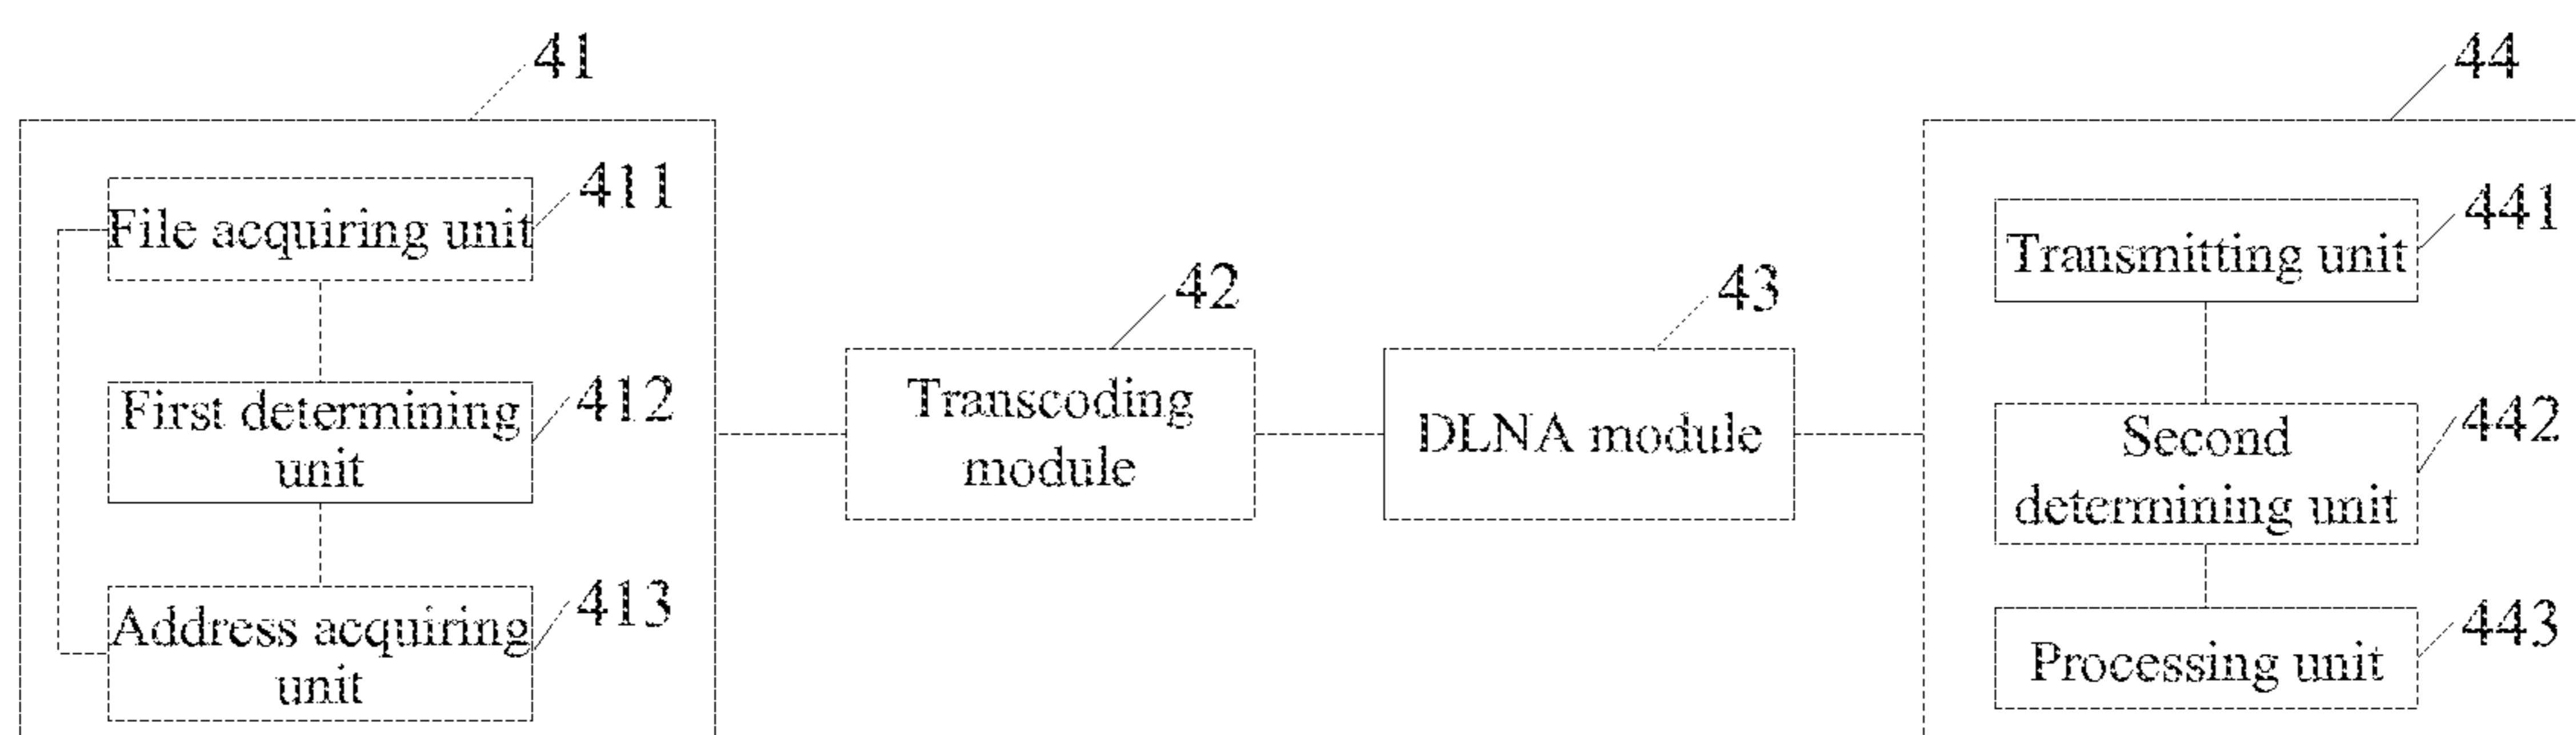 41
44
411
File acquiring unit
441
Transmitting unit
42
43
412
First determining
unit
Transcoding
module
DLNA module
442
Second
determining unit
413
Address acquiring
unit
443
Processing unit